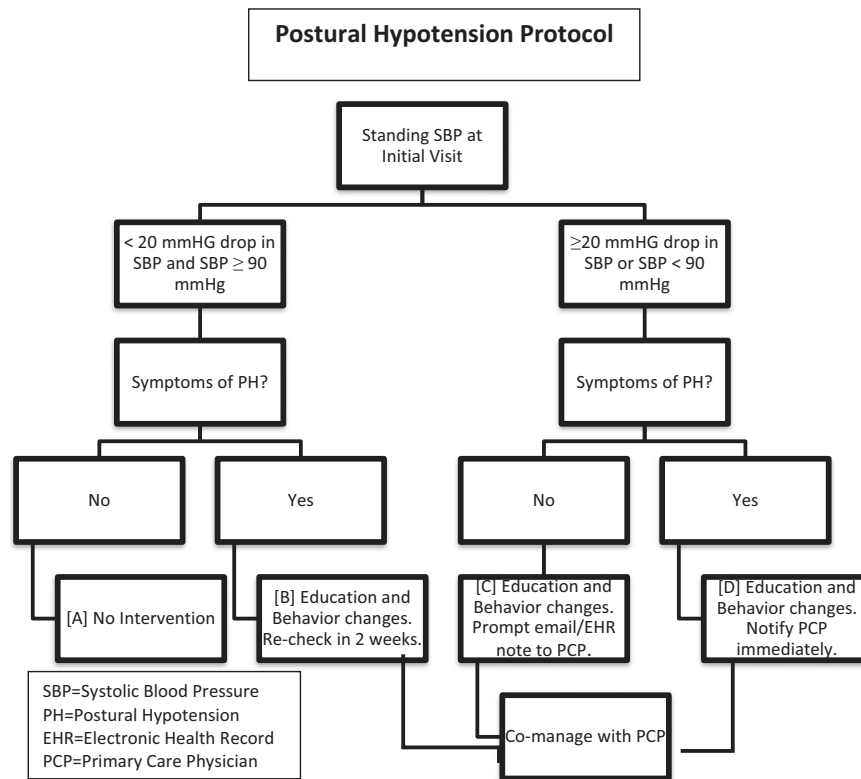 Postural Hypotension Protocol
Standing SBP at
Initial Visit
< 20 mmHG drop in
SBP and SBP ≥ 90
mmHg
≥20 mmHG drop in
SBP or SBP < 90
mmHg
Symptoms of PH?
Symptoms of PH?
No
Yes
No
Yes
[A] No Intervention
[B] Education and
Behavior changes.
Re-check in 2 weeks.
[C] Education and
Behavior changes.
Prompt email/EHR
note to PCP.
[D] Education and
Behavior changes.
Notify PCP
immediately.
SBP=Systolic Blood Pressure
PH=Postural Hypotension
EHR=Electronic Health Record
PCP=Primary Care Physician
Co-manage with PCP